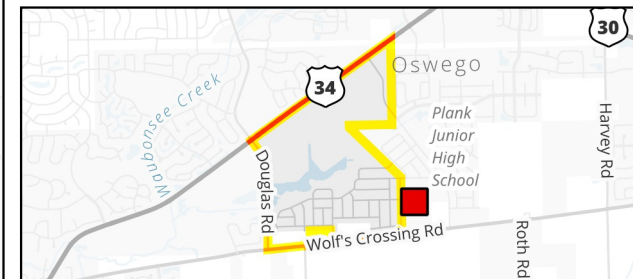 30
Oswego
34
Waubonsee Creek
Plank
Junior
High
School
Harvey Rd
Douglas Rd
Wolf's Crossing Rd
Roth Rd